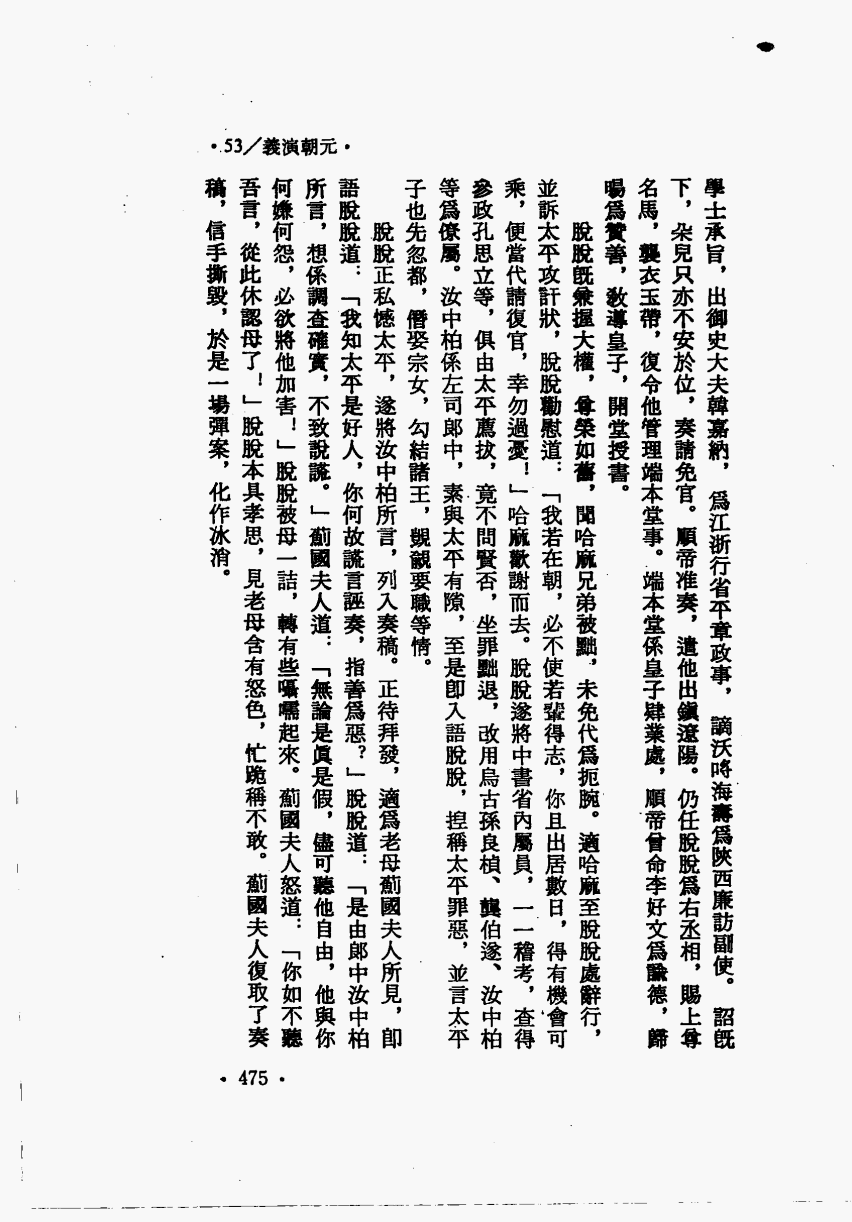 ·53／義演朝元·
學士承旨，出御史大夫韓嘉納，爲江浙行省平章政事，謫沃呤海壽爲陝西廉訪副使。詔旣
下，朵兒只亦不安於位，奏請免官。順帝准奏，遣他出鎭遼陽。仍任脫脫爲右丞相，賜上尊
名馬，襲衣玉帶，復令他管理端本堂事。端本堂係皇子肄業處，順帝曾命李好文爲諭德，歸
暘爲贊善，敎導皇子，開堂授書。
脫脫旣兼握大權，尊榮如舊，聞哈麻兄弟被黜，未免代爲扼腕。適哈麻至脫脫處辭行，
並訴太平攻訐狀，脫脫勸慰道：「我若在朝，必不使若輩得志，你且出居數日，得有機會可
乘，便當代請復官，幸勿過憂！」哈麻歡謝而去。脫脫遂將中書省內屬員，一一稽考，查得
參政孔思立等，俱由太平薦拔，竟不問賢否，坐罪黜退，改用烏古孫良楨、龔伯遂、汝中柏
等爲僚屬。汝中柏係左司郎中，素與太平有隙，至是卽入語脫脫，揑稱太平罪惡，並言太平
子也先忽都，僭娶宗女，勾結諸王，覬覦要職等情。
脫脫正私憾太平，遂將汝中柏所言，列入奏稿。正待拜發，適爲老母薊國夫人所見，卽
語脫脫道：「我知太平是好人，你何故謊言誣奏，指善爲惡？」脫脫道：「是由郎中汝中柏
所言，想係調查確實，不致說謊。」薊國夫人道：「無論是眞是假，儘可聽他自由，他與你
何嫌何怨，必欲將他加害！」脫脫被母一詰，轉有些囁嚅起來。薊國夫人怒道：「你如不聽
吾言，從此休認母了！」脫脫本具孝思，見老母含有怒色，忙跪稱不敢。薊國夫人復取了奏
稿，信手撕毀，於是一場彈案，化作冰消。
·475·